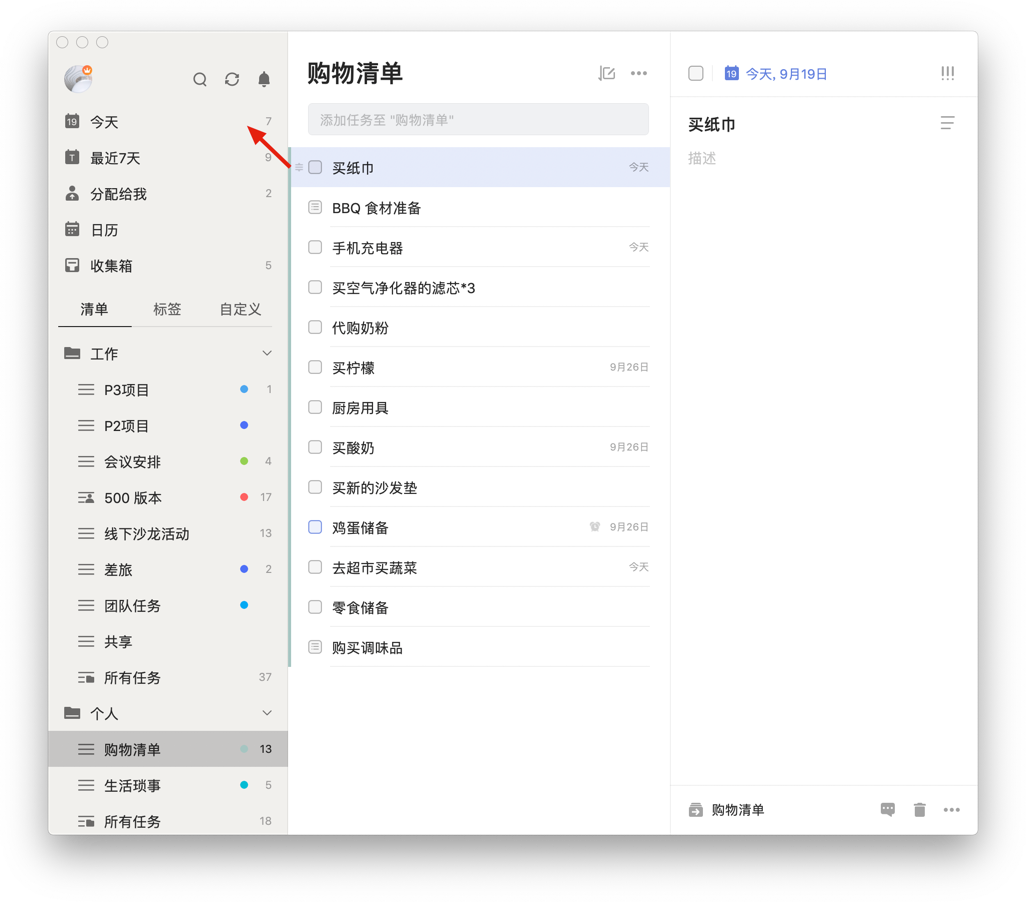 19 今天 7
T 最近7天 9
分配给我 2
日历
收集箱 5
清单 标签 自定义
工作
P3项目 1
P2项目
会议安排 4
500 版本 17
线下沙龙活动 13
差旅 2
团队任务
共享
所有任务 37
个人
购物清单 13
生活琐事 5
所有任务 18
购物清单
添加任务至 "购物清单"
买纸巾 今天
BBQ 食材准备
手机充电器 今天
买空气净化器的滤芯*3
代购奶粉
买柠檬 9月26日
厨房用具
买酸奶 9月26日
买新的沙发垫
鸡蛋储备 9月26日
去超市买蔬菜 今天
零食储备
购买调味品
19 今天, 9月19日 !!!
买纸巾
描述
购物清单